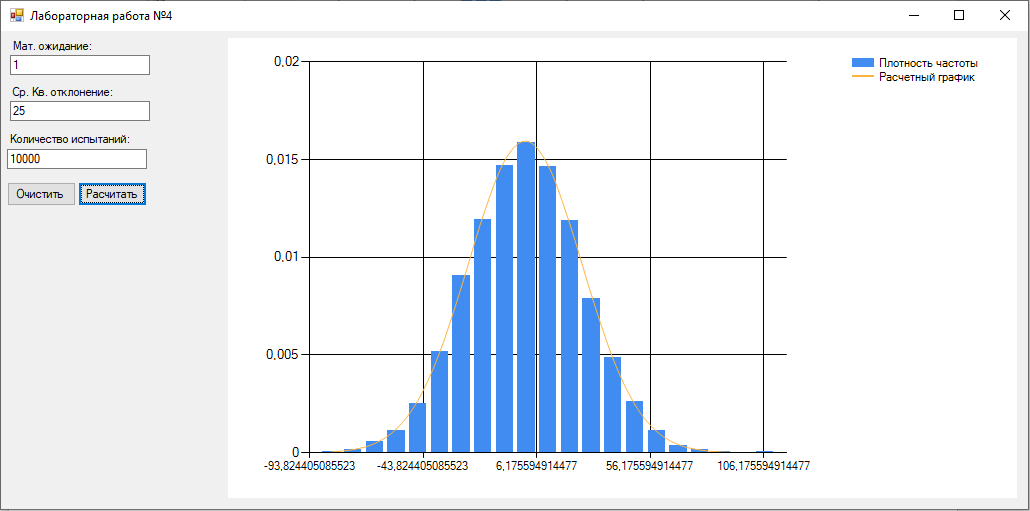 Лабораторная работа №4
Мат. ожидание:
1
Ср. Кв. отклонение:
25
Количество испытаний:
10000
Очистить
Расчитать
0,02
0,015
0,01
0,005
0
-93,824405085523
-43,824405085523
6,175594914477
56,175594914477
106,175594914477
Плотность частоты
Расчетный график